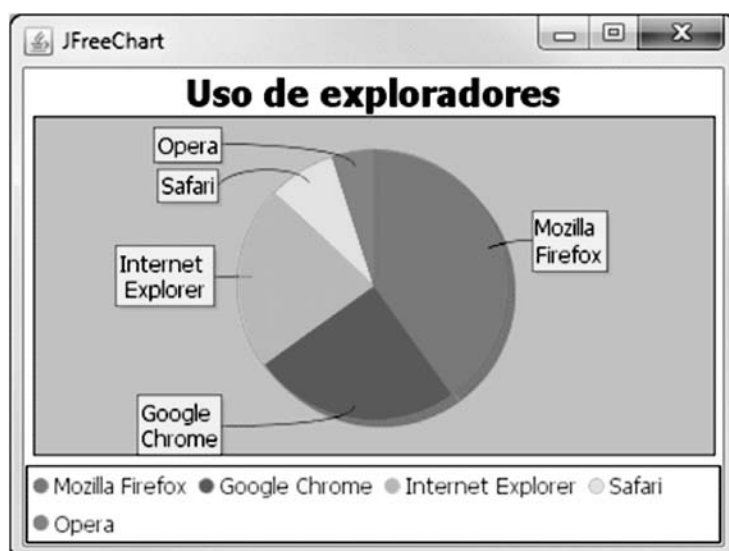 JFreeChart
Uso de exploradores
Opera
Safari
Mozilla
Firefox
Internet
Explorer
Google
Chrome
Mozilla Firefox Google Chrome Internet Explorer Safari
Opera